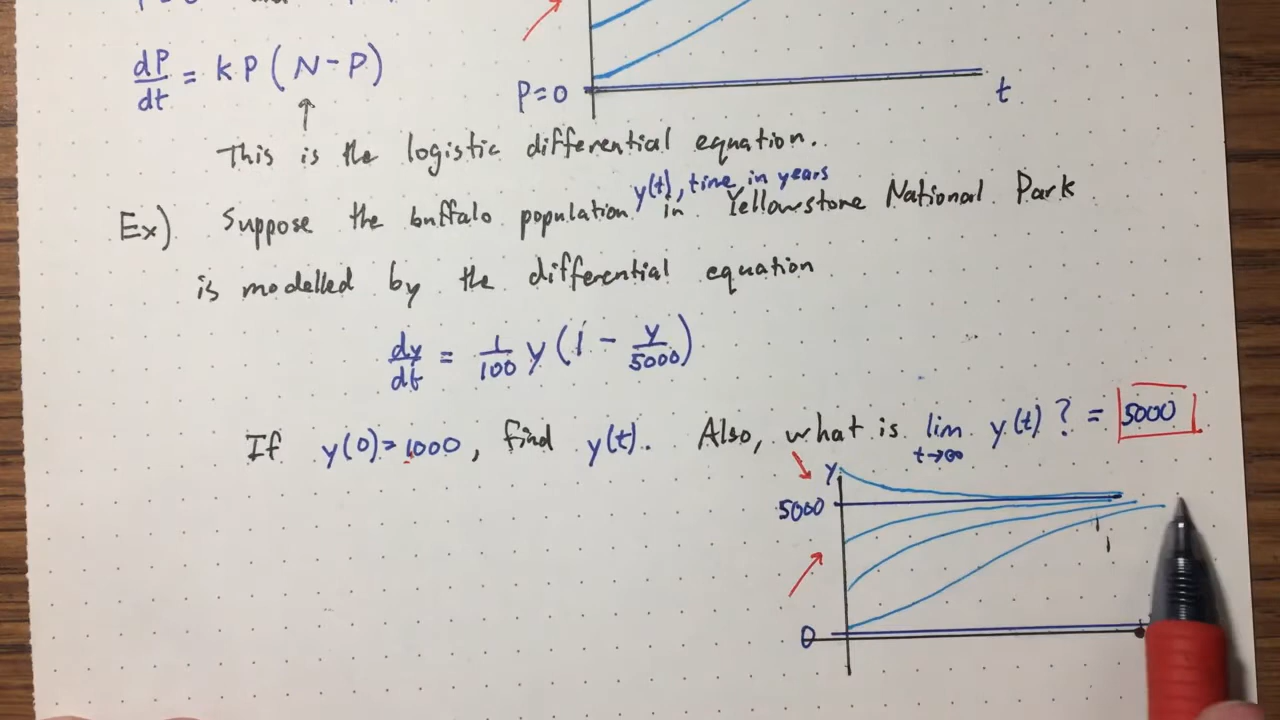 dP/dt = kP(N-P)
P=0
t
This is the logistic differential equation.
y(t), time in years
Ex) Suppose the buffalo population in Yellowstone National Park
is modelled by the differential equation
dy/dt = 1/100 y(1 - y/5000)
If y(0)=1000, find y(t). Also, what is lim t→∞ y(t)? = 5000
y
5000
0